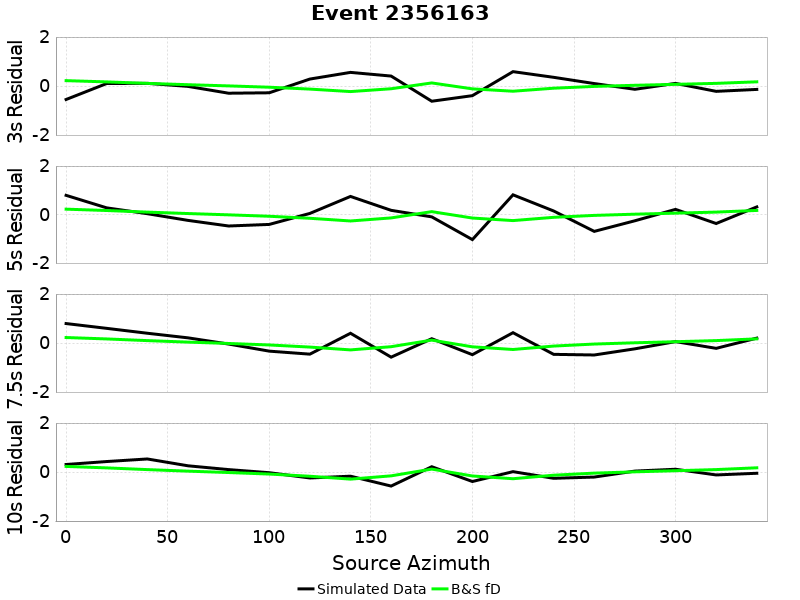 Event 2356163
3s Residual
2
0
-2
5s Residual
2
0
-2
7.5s Residual
2
0
-2
10s Residual
2
0
-2
0 50 100 150 200 250 300
Source Azimuth
Simulated Data B&S fD